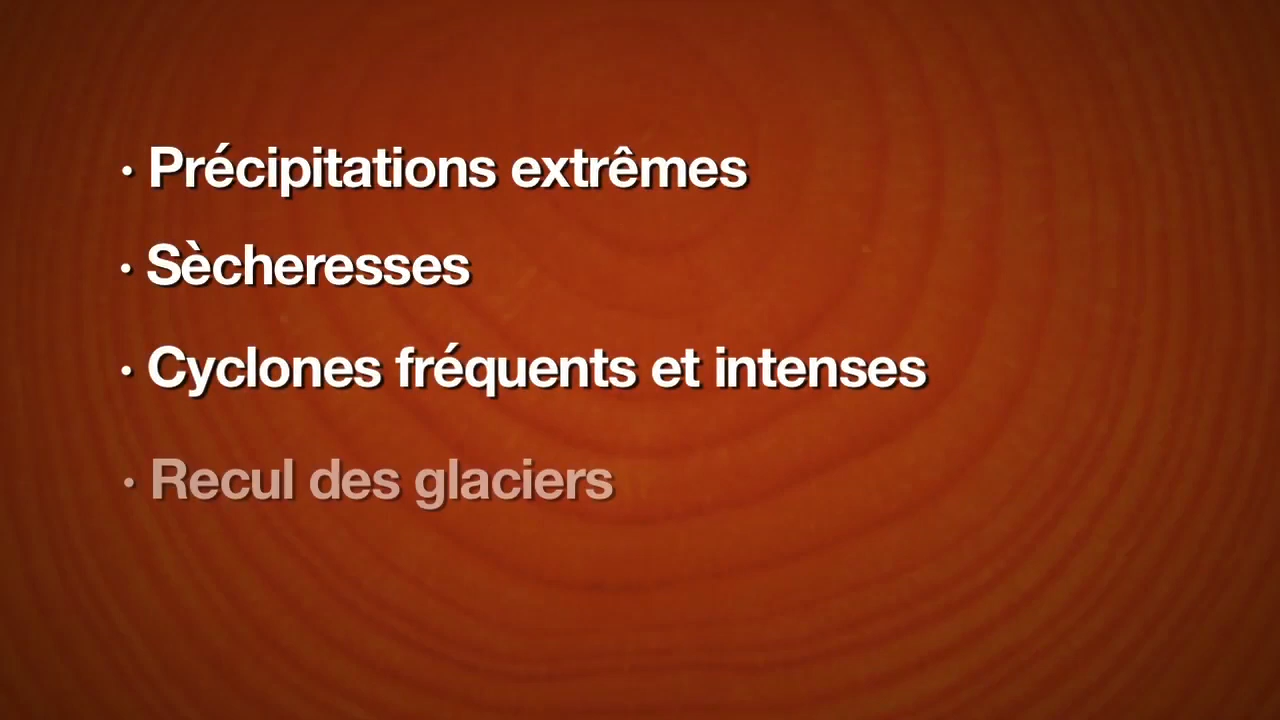 · Précipitations extrêmes
· Sècheresses
· Cyclones fréquents et intenses
· Recul des glaciers